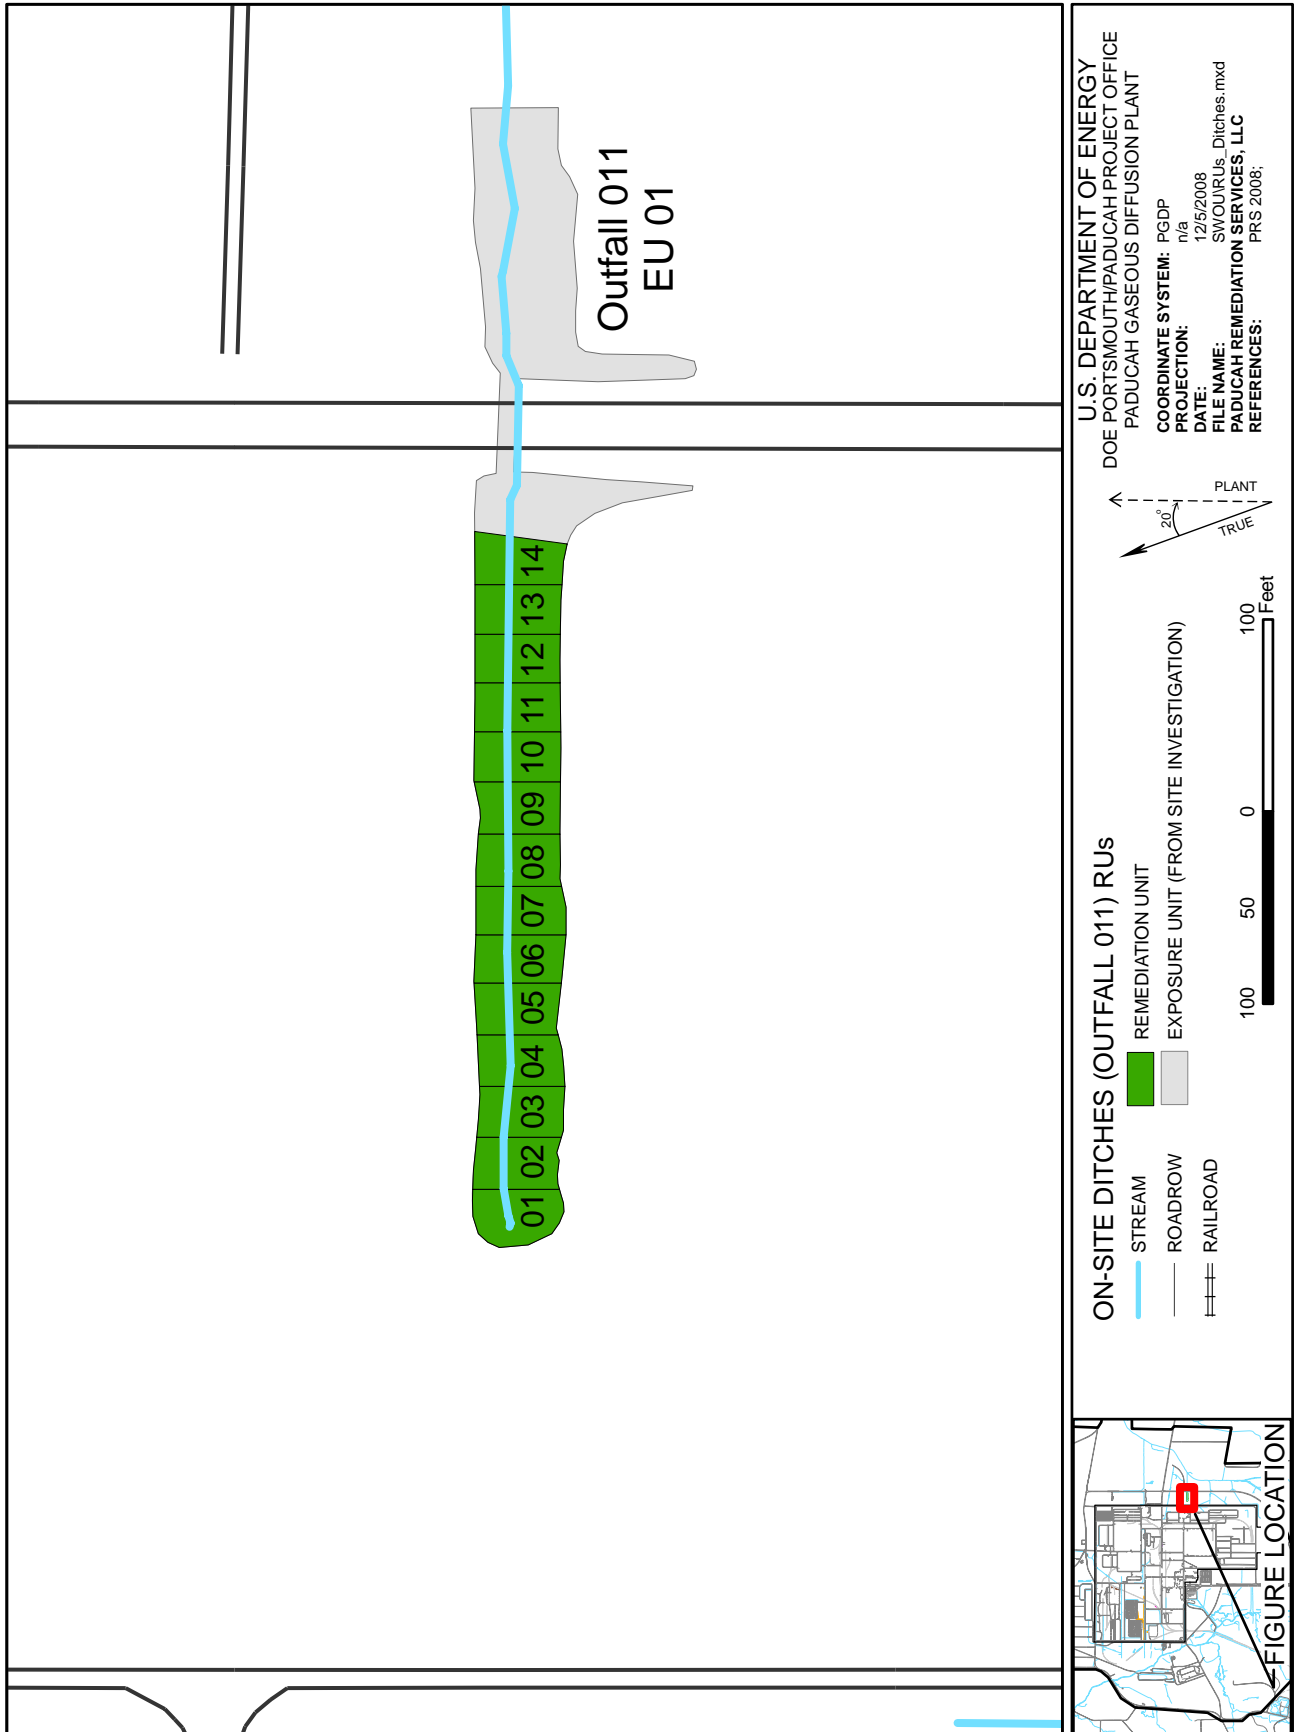 Outfall 011
EU 01
01 02 03 04 05 06 07 08 09 10 11 12 13 14
FIGURE LOCATION
ON-SITE DITCHES (OUTFALL 011) RUs
STREAM
ROADROW
RAILROAD
REMEDIATION UNIT
EXPOSURE UNIT (FROM SITE INVESTIGATION)
100 50 0 100
Feet
20°
PLANT
TRUE
U.S. DEPARTMENT OF ENERGY
DOE PORTSMOUTH/PADUCAH PROJECT OFFICE
PADUCAH GASEOUS DIFFUSION PLANT
COORDINATE SYSTEM: PGDP
PROJECTION: n/a
DATE: 12/5/2008
FILE NAME: SWOU\RUs_Ditches.mxd
PADUCAH REMEDIATION SERVICES, LLC
REFERENCES: PRS 2008;